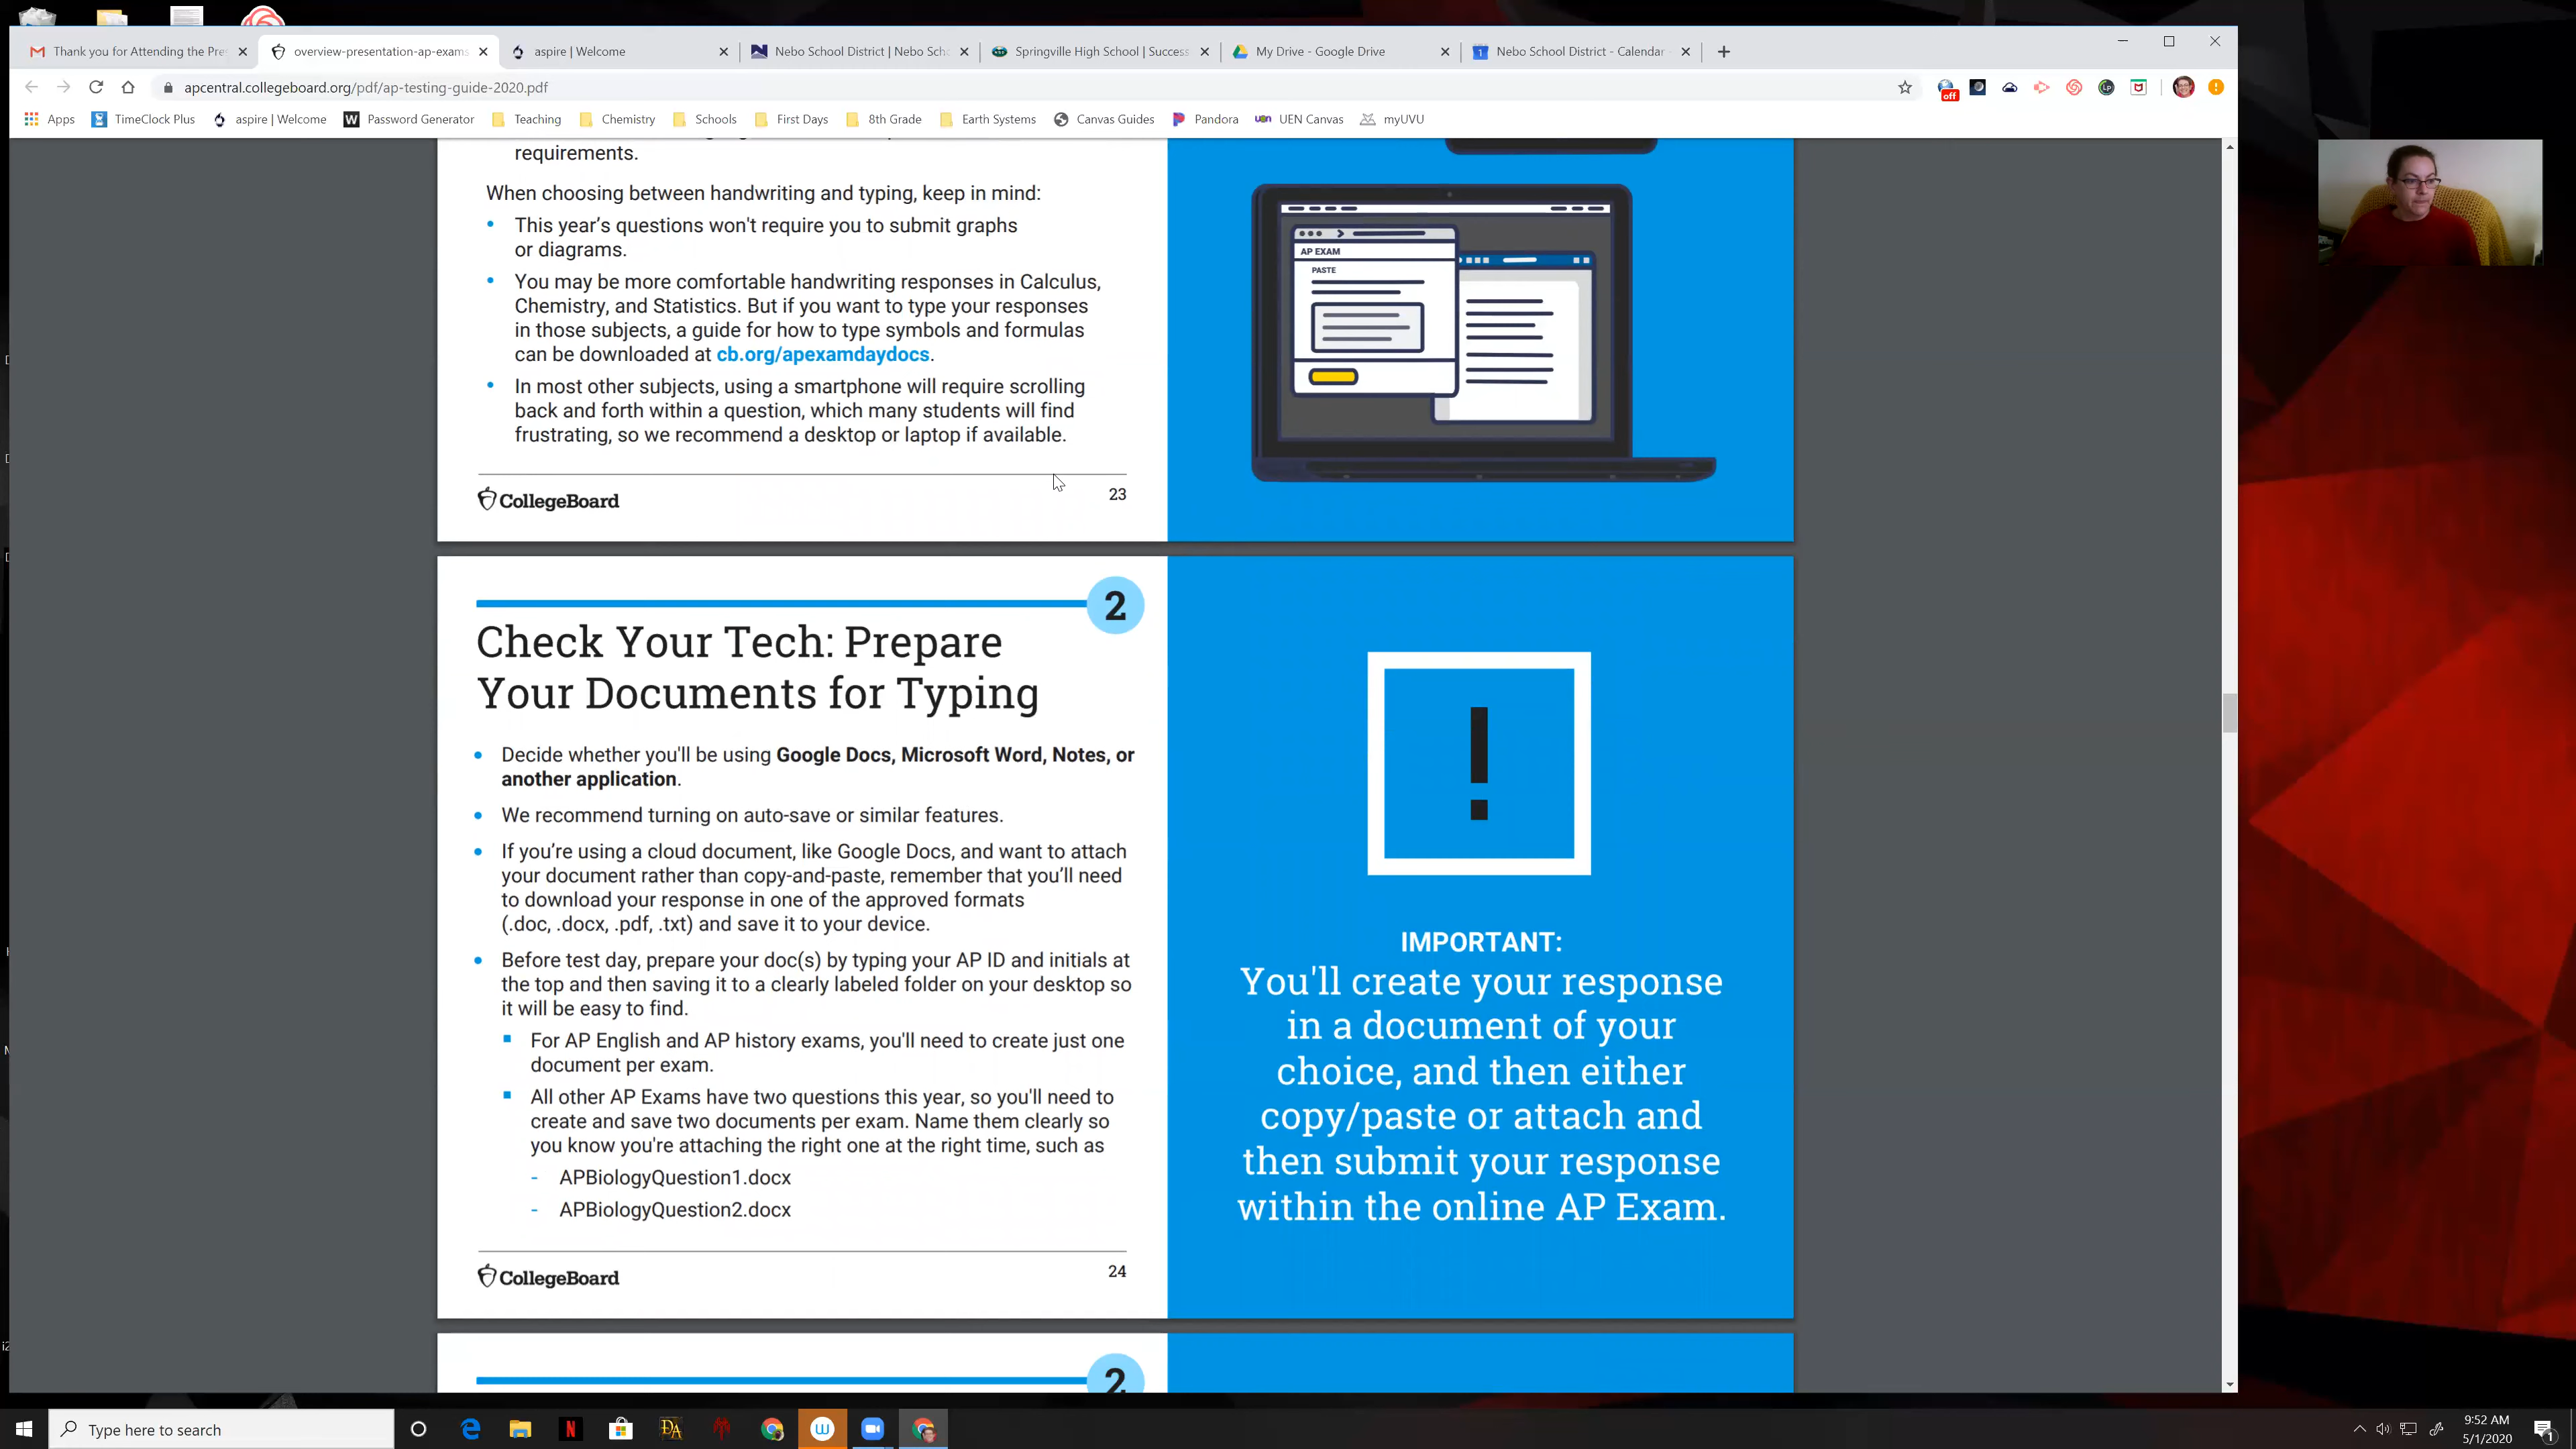 Thank you for Attending the Pre
overview-presentation-ap-exams
aspire | Welcome
Nebo School District | Nebo Sch
Springville High School | Success
My Drive - Google Drive
Nebo School District - Calendar
apcentral.collegeboard.org/pdf/ap-testing-guide-2020.pdf
off
Apps
TimeClock Plus
aspire | Welcome
Password Generator
Teaching
Chemistry
Schools
First Days
8th Grade
Earth Systems
Canvas Guides
Pandora
UEN Canvas
myUVU
requirements.
When choosing between handwriting and typing, keep in mind:
• This year's questions won't require you to submit graphs
or diagrams.
• You may be more comfortable handwriting responses in Calculus,
Chemistry, and Statistics. But if you want to type your responses
in those subjects, a guide for how to type symbols and formulas
can be downloaded at cb.org/apexamdaydocs.
• In most other subjects, using a smartphone will require scrolling
back and forth within a question, which many students will find
frustrating, so we recommend a desktop or laptop if available.
CollegeBoard
23
AP EXAM
PASTE
2
Check Your Tech: Prepare
Your Documents for Typing
• Decide whether you'll be using Google Docs, Microsoft Word, Notes, or
another application.
• We recommend turning on auto-save or similar features.
• If you're using a cloud document, like Google Docs, and want to attach
your document rather than copy-and-paste, remember that you'll need
to download your response in one of the approved formats
(.doc, .docx, .pdf, .txt) and save it to your device.
• Before test day, prepare your doc(s) by typing your AP ID and initials at
the top and then saving it to a clearly labeled folder on your desktop so
it will be easy to find.
▪ For AP English and AP history exams, you'll need to create just one
document per exam.
▪ All other AP Exams have two questions this year, so you'll need to
create and save two documents per exam. Name them clearly so
you know you're attaching the right one at the right time, such as
- APBiologyQuestion1.docx
- APBiologyQuestion2.docx
CollegeBoard
24
!
IMPORTANT:
You'll create your response
in a document of your
choice, and then either
copy/paste or attach and
then submit your response
within the online AP Exam.
2
Type here to search
9:52 AM
5/1/2020